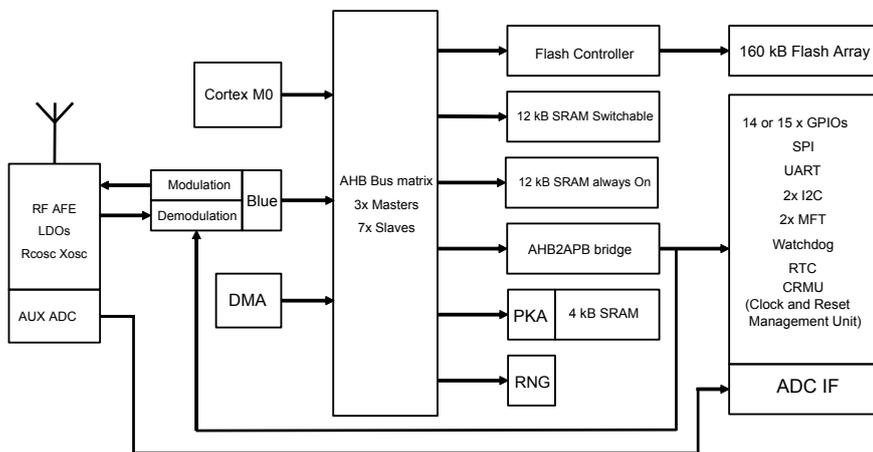 Flash Controller
160 kB Flash Array
Cortex M0
12 kB SRAM Switchable
14 or 15 x GPIOs
SPI
UART
2x I2C
2x MFT
Watchdog
RTC
CRMU
(Clock and Reset
Management Unit)
RF AFE
LDOs
Rcosc Xosc
Modulation
Demodulation
Blue
AHB Bus matrix
3x Masters
7x Slaves
12 kB SRAM always On
AHB2APB bridge
DMA
AUX ADC
PKA
4 kB SRAM
RNG
ADC IF